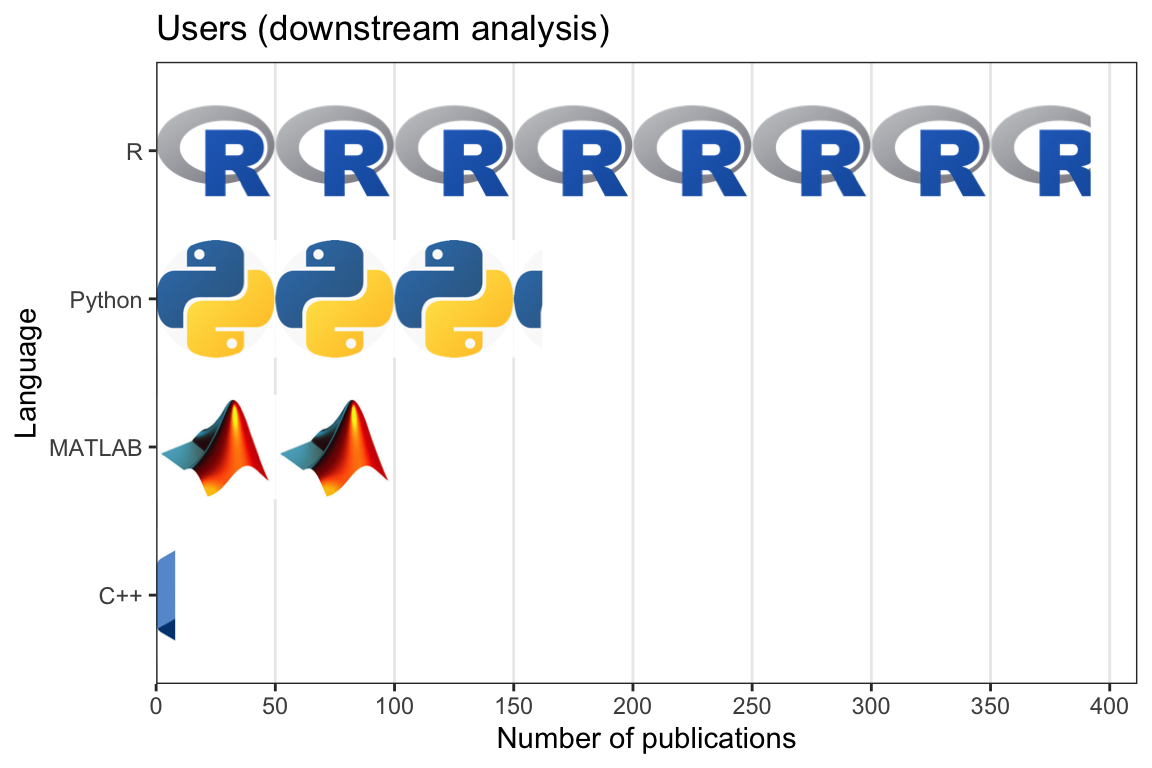 Users (downstream analysis)
R
R R R R R R R R
Python
MATLAB
C++
Language
0 50 100 150 200 250 300 350 400
Number of publications